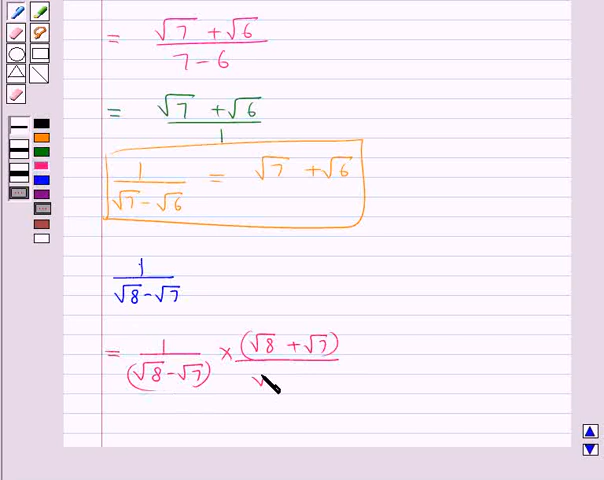 = (√7 + √6)/(7 - 6)
= (√7 + √6)/1
1/(√7 - √6) = √7 + √6
1/(√8 - √7)
= 1/(√8 - √7) × (√8 + √7)/√